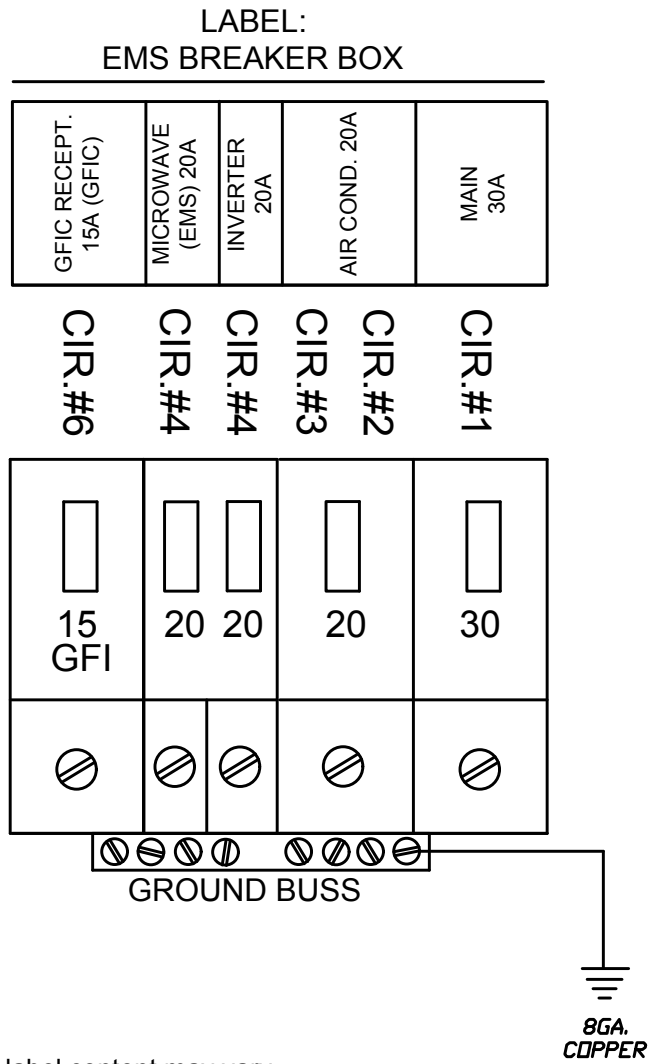 LABEL:
EMS BREAKER BOX
GFIC RECEPT.
15A (GFIC)
MICROWAVE
(EMS) 20A
INVERTER
20A
AIR COND. 20A
MAIN
30A
CIR.#6
CIR.#4
CIR.#4
CIR.#3
CIR.#2
CIR.#1
15
GFI
20
20
20
30
GROUND BUSS
8GA.
COPPER
label content may vary